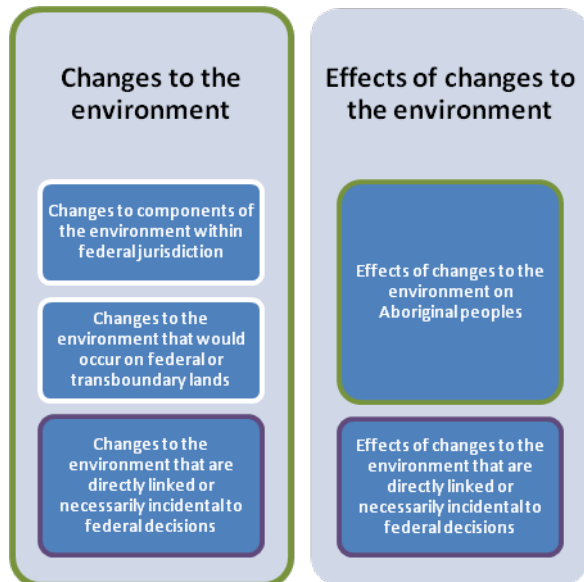 Changes to the
environment
Changes to components of
the environment within
federal jurisdiction
Changes to the
environment that would
occur on federal or
transboundary lands
Changes to the
environment that are
directly linked or
necessarily incidental to
federal decisions
Effects of changes to
the environment
Effects of changes to the
environment on
Aboriginal peoples
Effects of changes to the
environment that are
directly linked or
necessarily incidental to
federal decisions